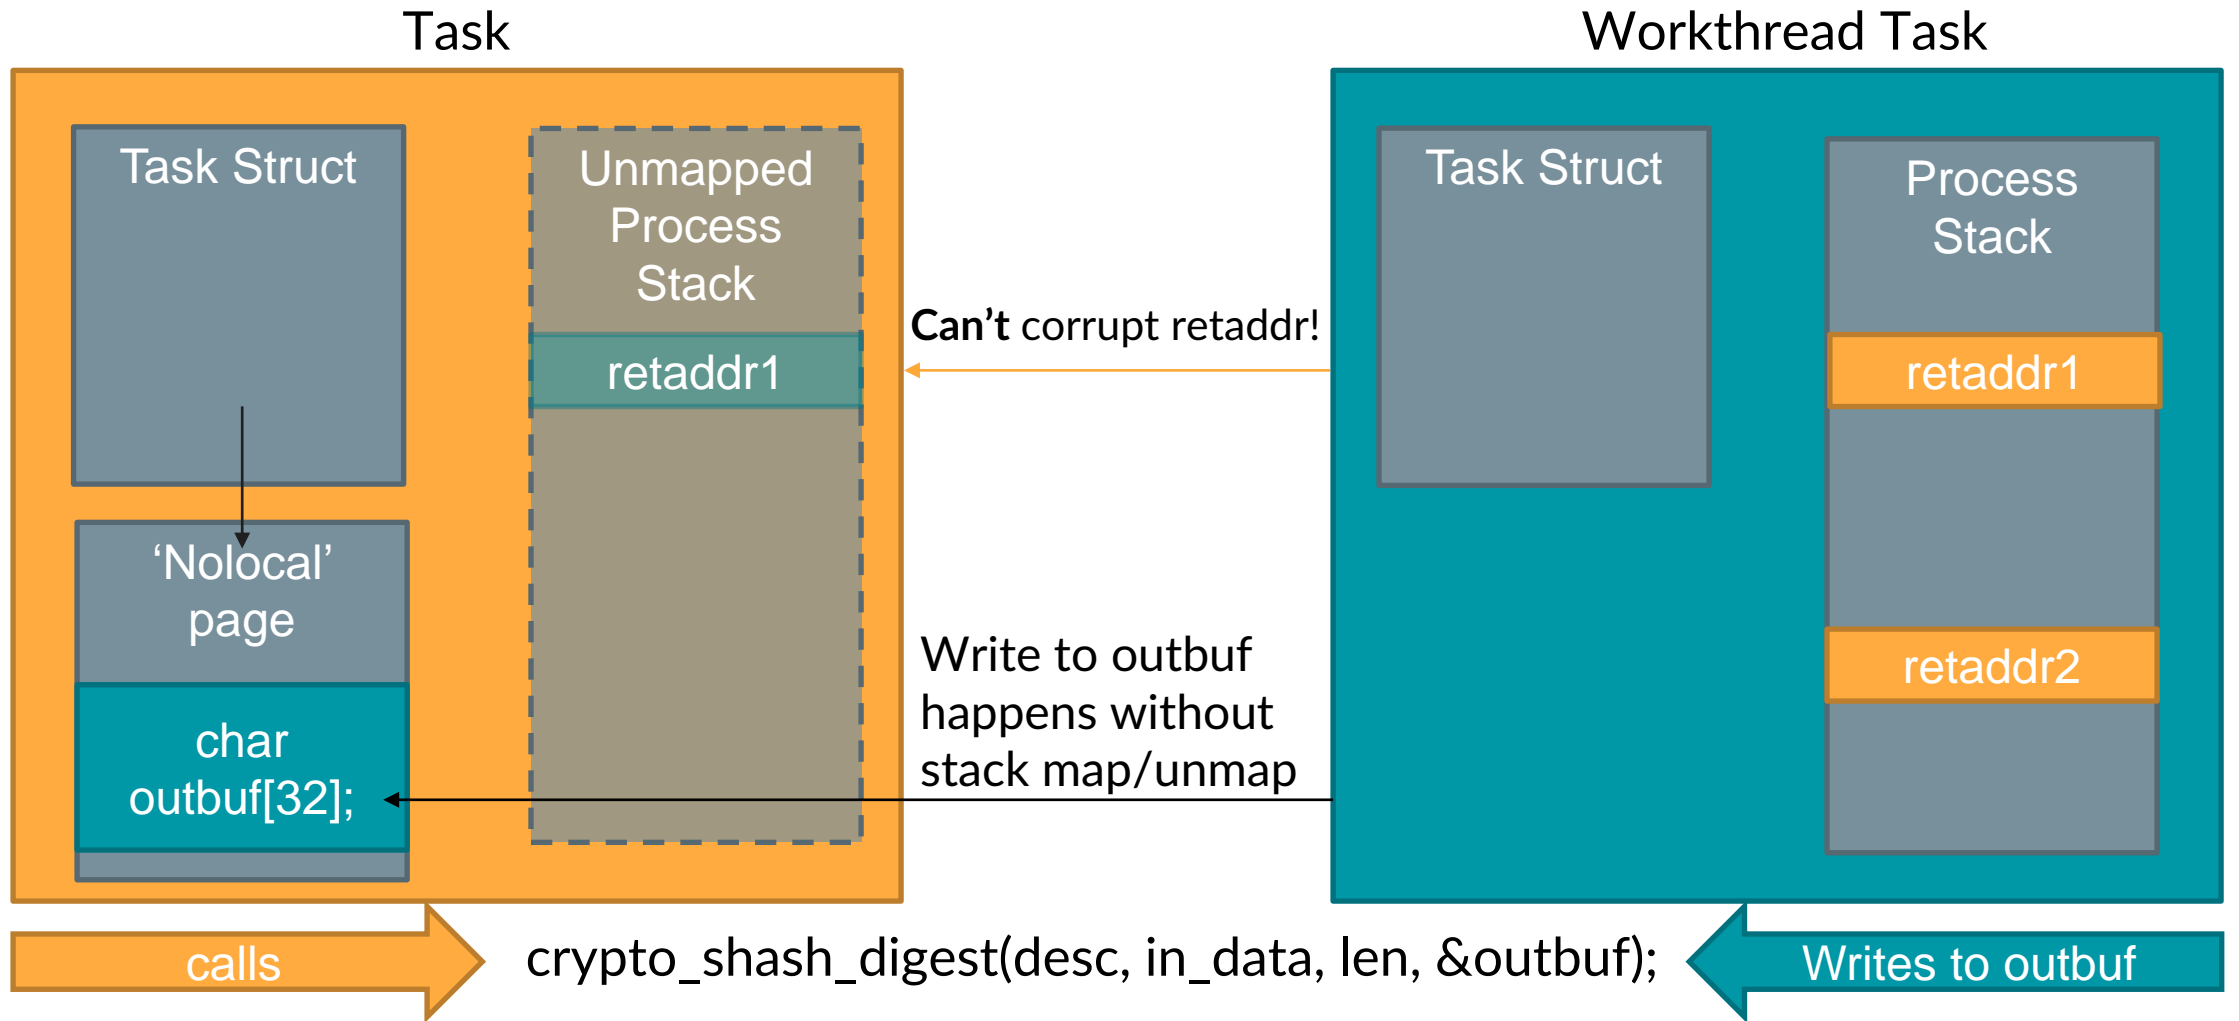 Task
Task Struct
Unmapped
Process
Stack
retaddr1
‘Nolocal’
page
char
outbuf[32];
Can’t corrupt retaddr!
Write to outbuf
happens without
stack map/unmap
Workthread Task
Task Struct
Process
Stack
retaddr1
retaddr2
calls
crypto_shash_digest(desc, in_data, len, &outbuf);
Writes to outbuf